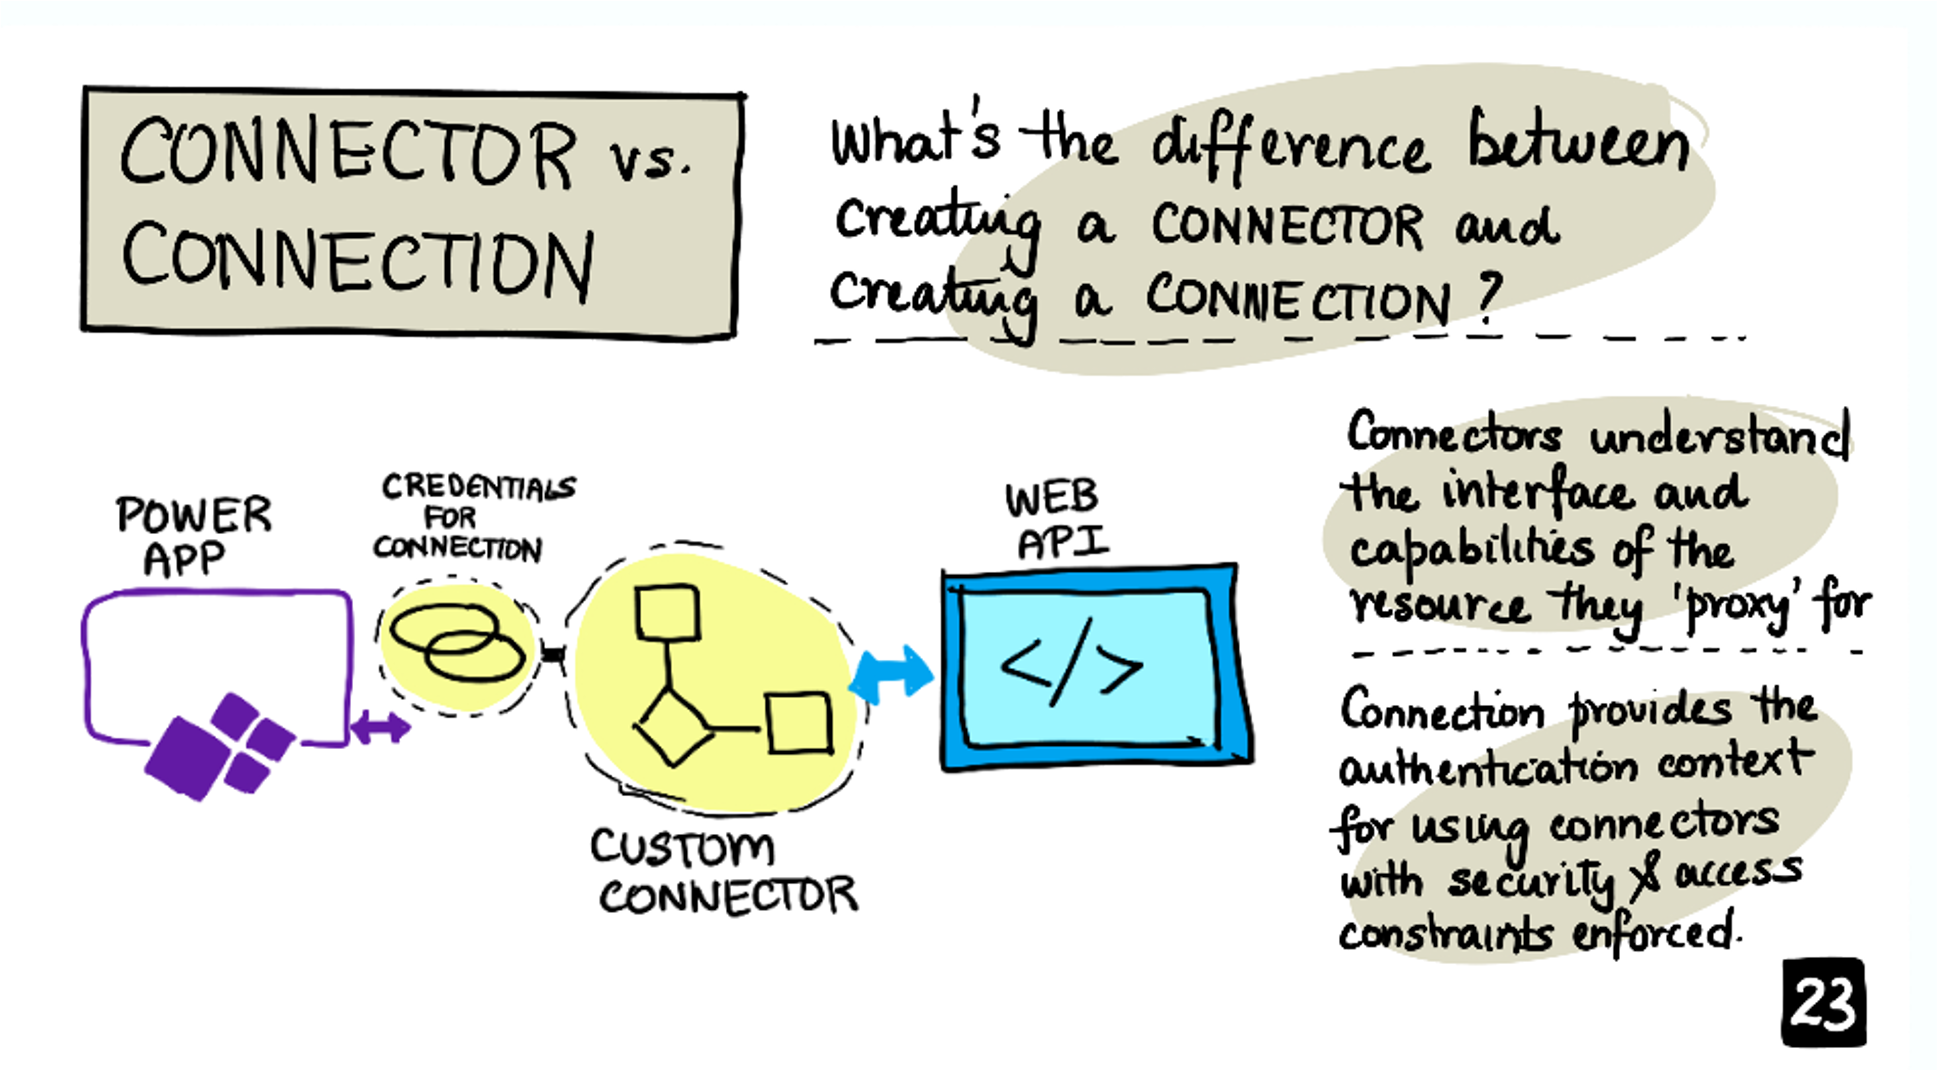 CONNECTOR vs.
CONNECTION
What's the difference between
creating a CONNECTOR and
creating a CONNECTION?
POWER
APP
CREDENTIALS
FOR
CONNECTION
CUSTOM
CONNECTOR
WEB
API
</>
Connectors understand
the interface and
capabilities of the
resource they 'proxy' for
Connection provides the
authentication context
for using connectors
with security & access
constraints enforced.
23